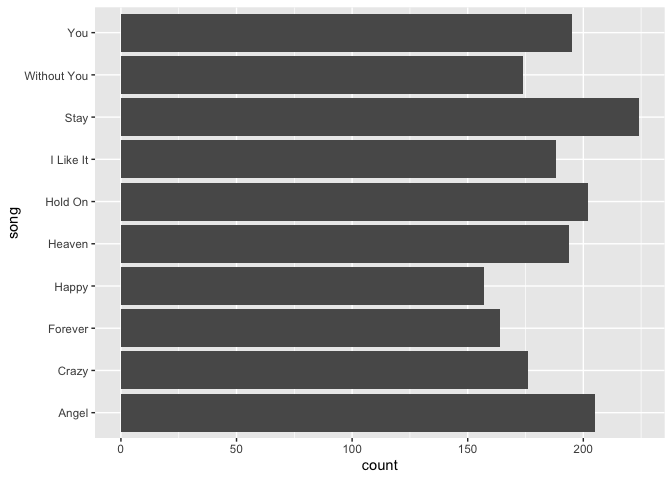 You
Without You
Stay
I Like It
Hold On
Heaven
Happy
Forever
Crazy
Angel
song
0 50 100 150 200
count